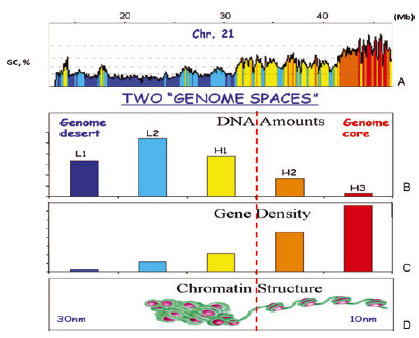 20 30 40 (Mb)
Chr. 21
GC, %
A
TWO "GENOME SPACES"
Genome desert DNA Amounts Genome core
L1 L2 H1 H2 H3
B
Gene Density
C
Chromatin Structure
30nm 10nm
D